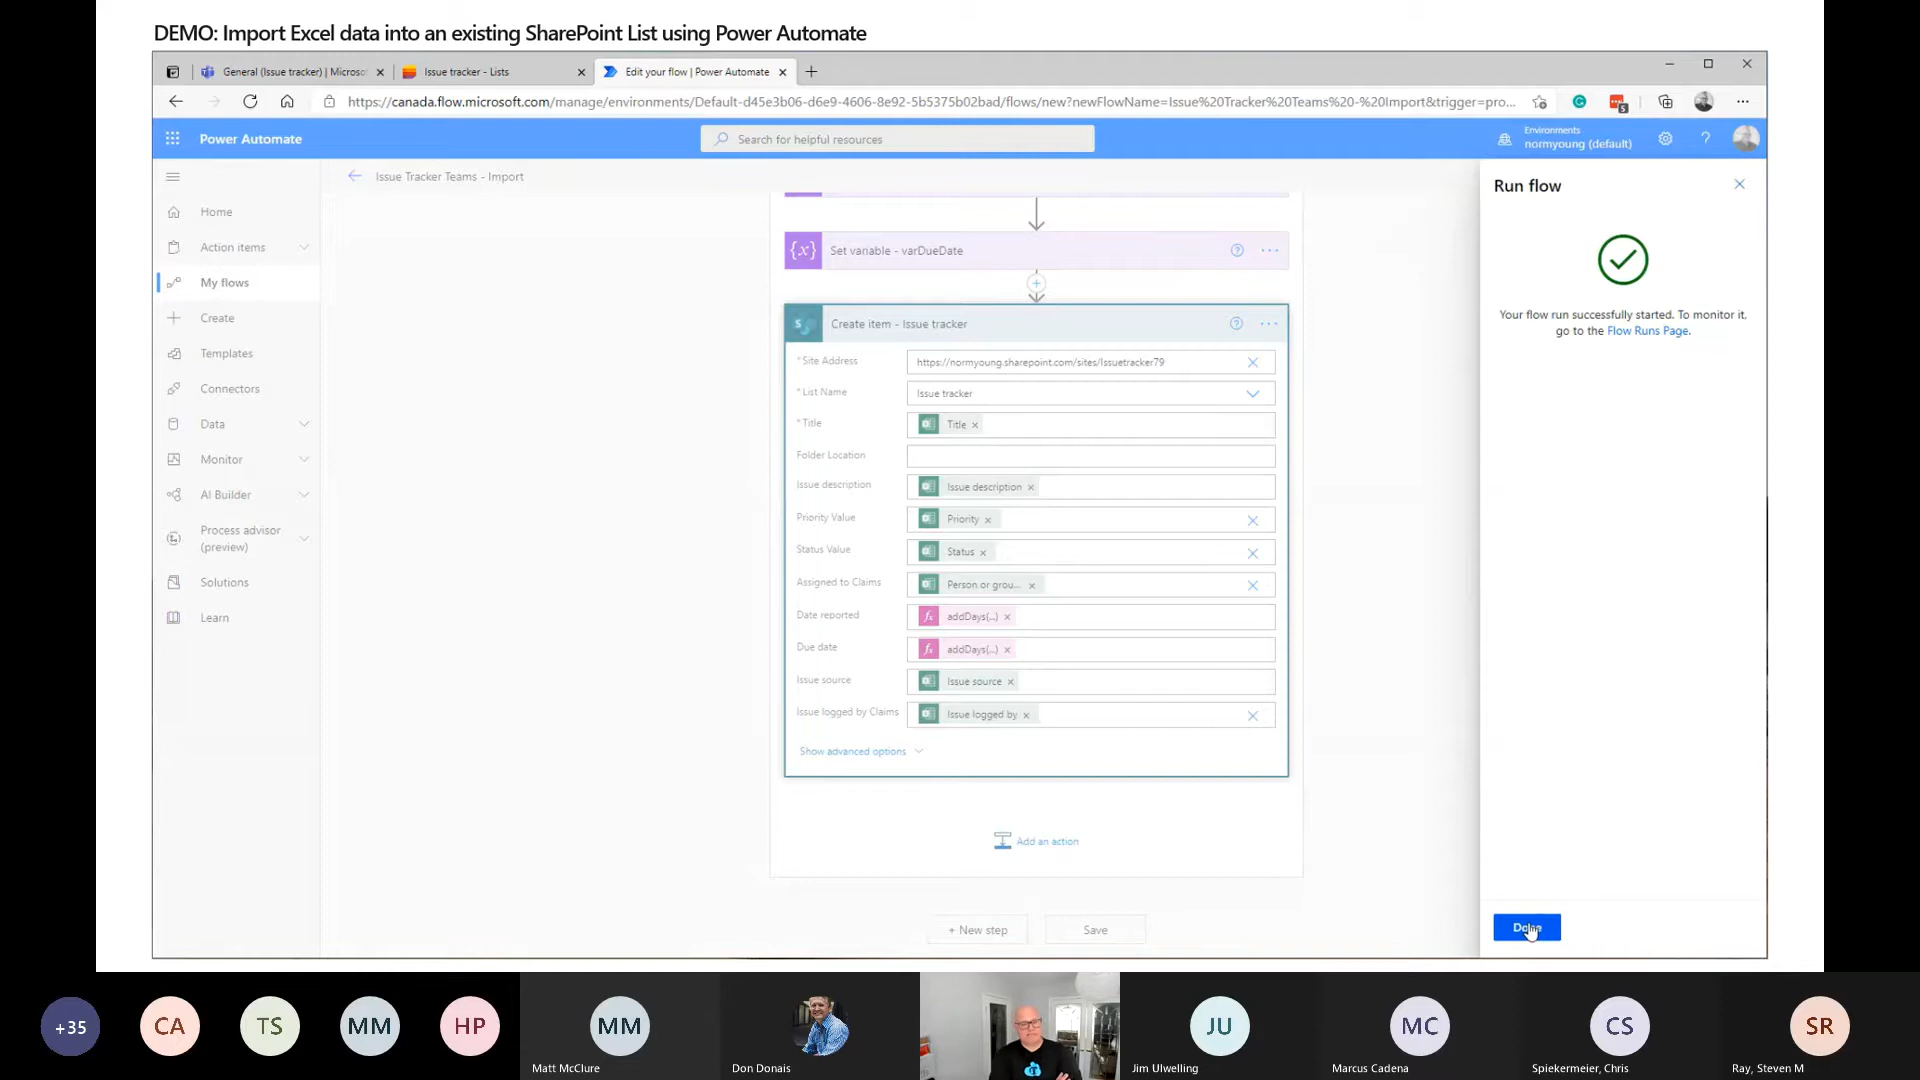 DEMO: Import Excel data into an existing SharePoint List using Power Automate
General (Issue tracker) | Microso
Issue tracker - Lists
Edit your flow | Power Automate
https://canada.flow.microsoft.com/manage/environments/Default-d45e3b06-d6e9-4606-8e92-5b5375b02bad/flows/new?newFlowName=Issue%20Tracker%20Teams%20-%20Import&trigger=pro...
5
Power Automate
Search for helpful resources
Environments
normyoung (default)
Issue Tracker Teams - Import
Home
Action items
My flows
Create
Templates
Connectors
Data
Monitor
AI Builder
Process advisor
(preview)
Solutions
Learn
{x} Set variable - varDueDate
S Create item - Issue tracker
* Site Address https://normyoung.sharepoint.com/sites/Issuetracker79
* List Name Issue tracker
* Title Title
Folder Location
Issue description Issue description
Priority Value Priority
Status Value Status
Assigned to Claims Person or grou...
Date reported fx addDays(...)
Due date fx addDays(...)
Issue source Issue source
Issue logged by Claims Issue logged by
Show advanced options
Add an action
+ New step
Save
Run flow
Your flow run successfully started. To monitor it,
go to the Flow Runs Page.
Done
+35
CA
TS
MM
HP
MM
Matt McClure
Don Donais
JU
Jim Ulwelling
MC
Marcus Cadena
CS
Spiekermeier, Chris
SR
Ray, Steven M